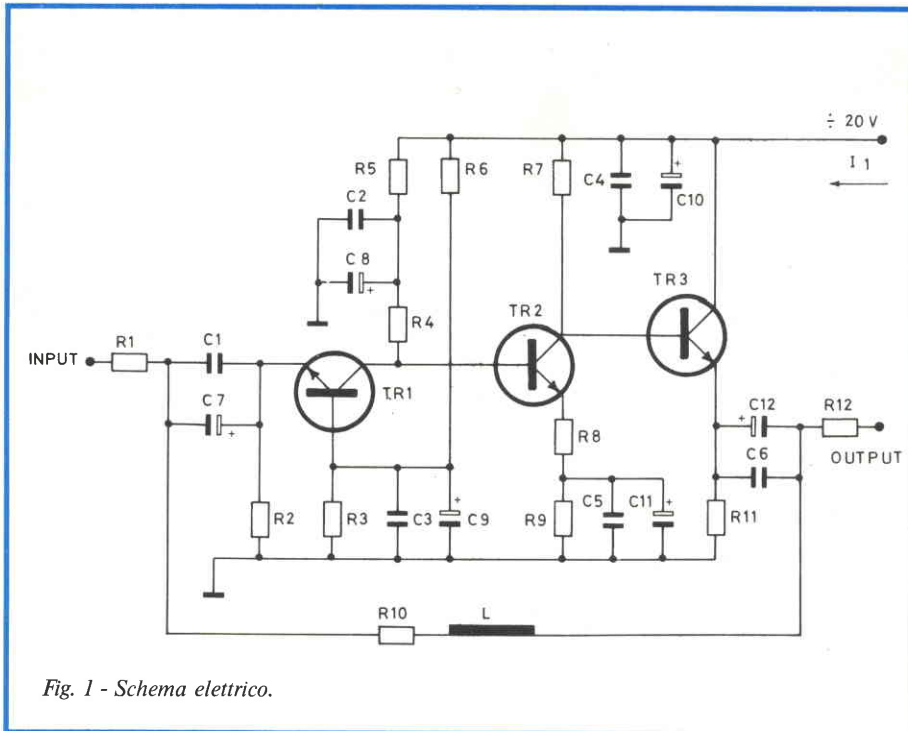 ÷ 20 V
I 1
R5
R6
R7
C4
C10
+
C2
C 8
+
TR3
TR2
R4
INPUT
R1
C1
TR1
C7
+
C12
+
R12
C6
OUTPUT
R8
R2
R3
C3
C9
+
R9
C5
C11
+
R11
R10
L
Fig. 1 - Schema elettrico.